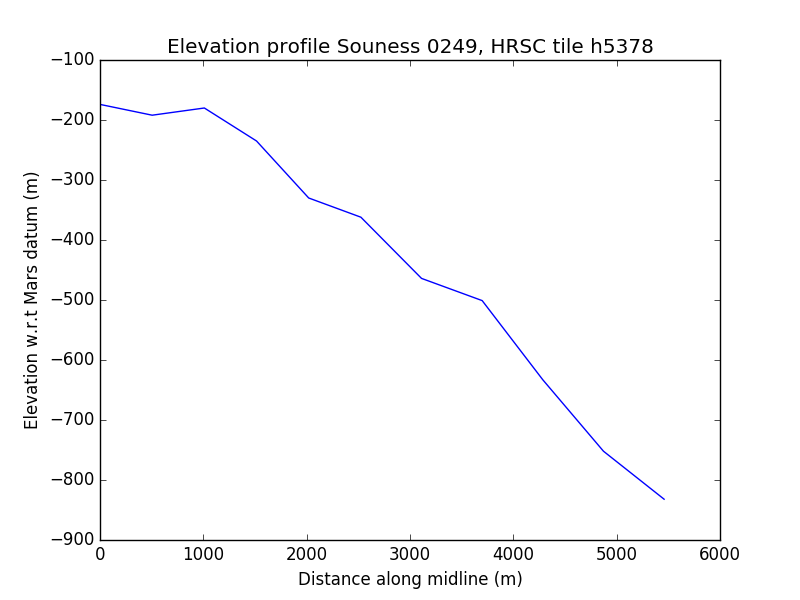 Elevation profile Souness 0249, HRSC tile h5378
−100
−200
−300
−400
−500
−600
−700
−800
−900
Elevation w.r.t Mars datum (m)
0 1000 2000 3000 4000 5000 6000
Distance along midline (m)